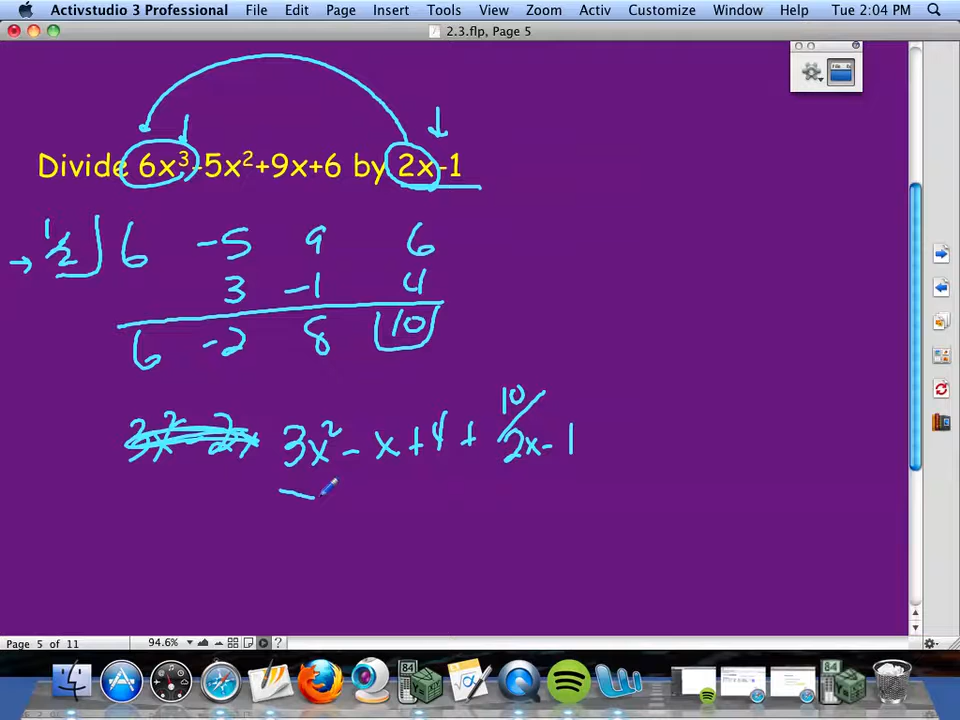 Activstudio 3 Professional File Edit Page Insert Tools View Zoom Activ Customize Window Help Tue 2:04 PM
2.3.flp, Page 5
Divide 6x³-5x²+9x+6 by 2x-1
1/2 6 -5 9 6
3 -1 4
6 -2 8 10
3x² - x + 4 + 10/2x-1
Page 5 of 11 94.6% ?
84 84